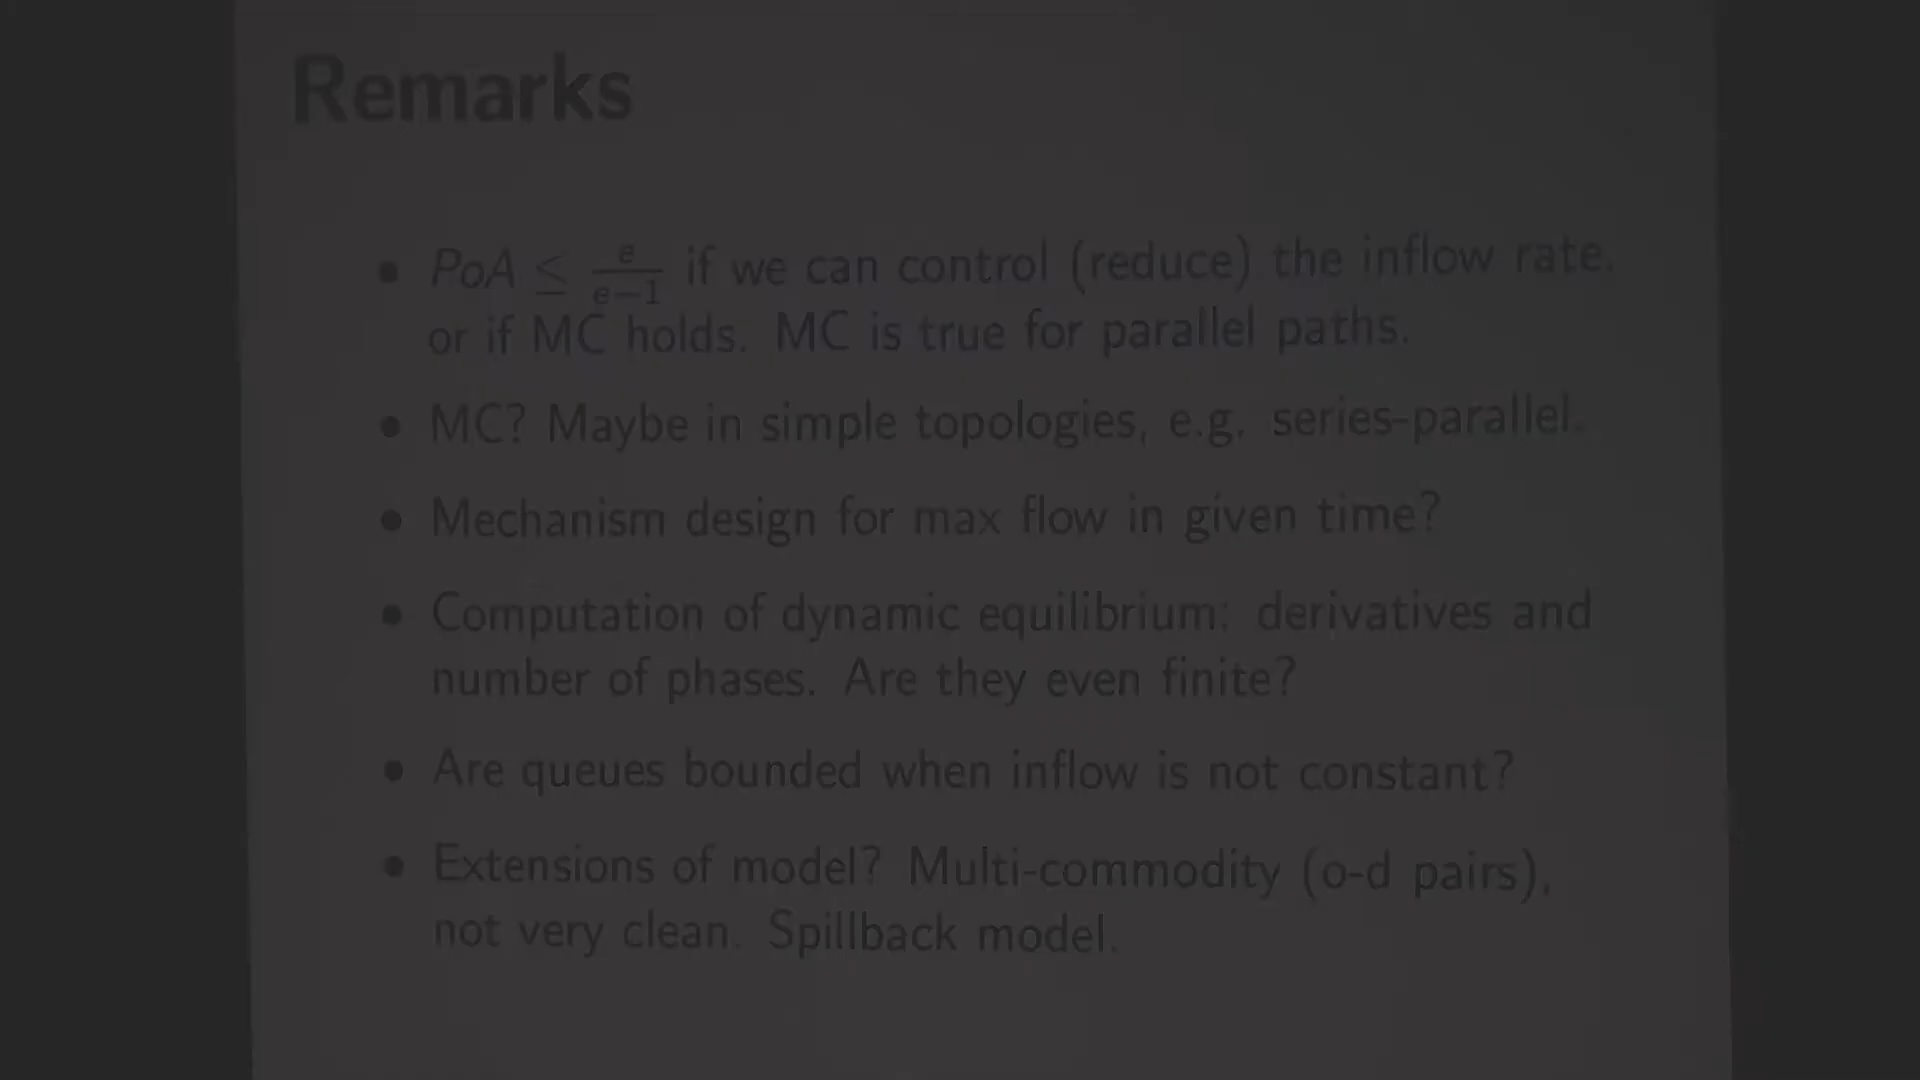 Remarks
• PoA ≤ e/(e−1) if we can control (reduce) the inflow rate.
or if MC holds. MC is true for parallel paths.
• MC? Maybe in simple topologies, e.g. series-parallel.
• Mechanism design for max flow in given time?
• Computation of dynamic equilibrium: derivatives and
number of phases. Are they even finite?
• Are queues bounded when inflow is not constant?
• Extensions of model? Multi-commodity (o-d pairs),
not very clean. Spillback model.